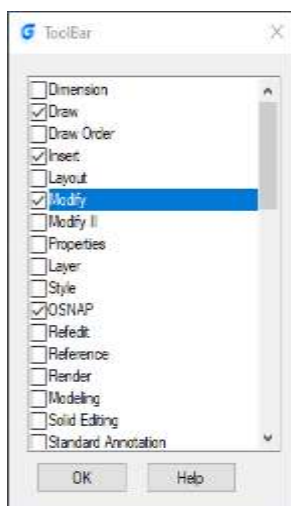 ToolBar
Dimension
Draw
Draw Order
Insert
Layout
Modify
Modify II
Properties
Layer
Style
OSNAP
Refedit
Reference
Render
Modeling
Solid Editing
Standard Annotation
OK
Help